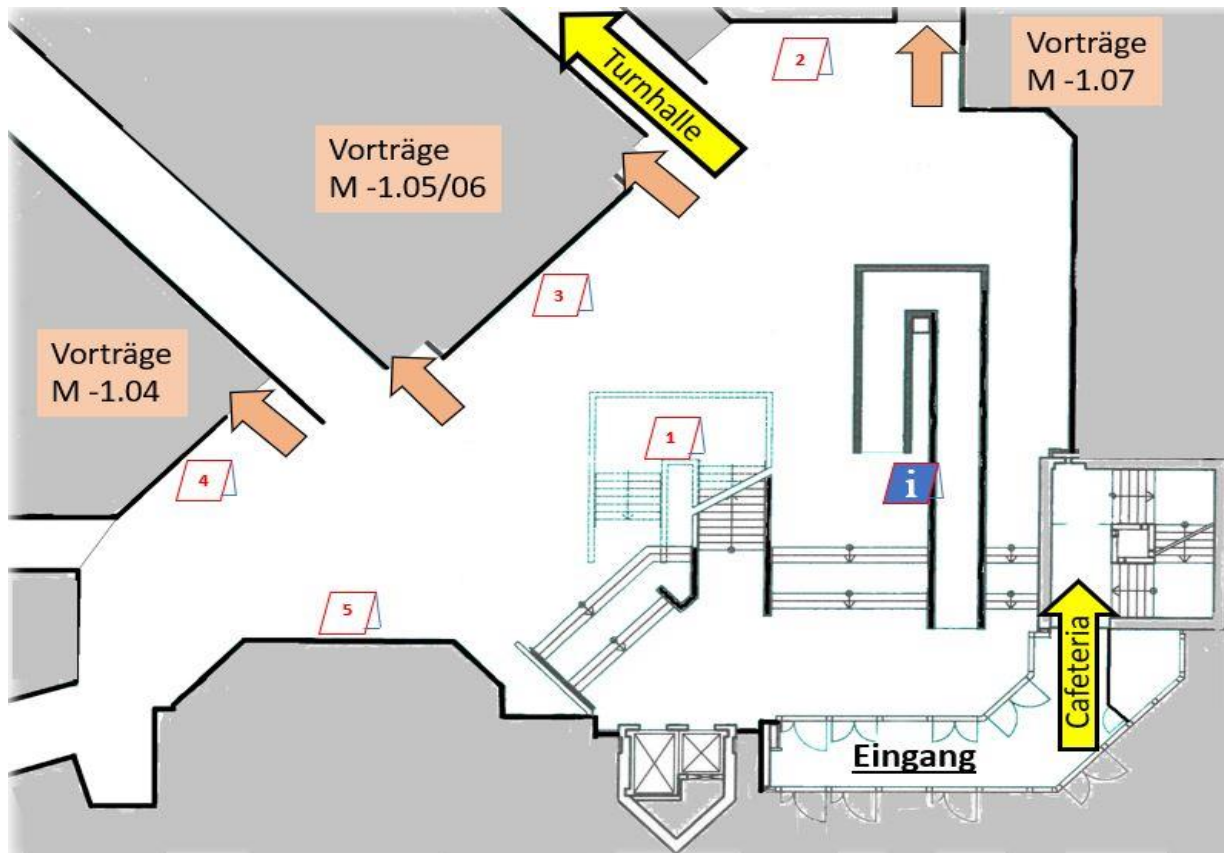 Turnhalle
2
Vorträge
M -1.07
Vorträge
M -1.05/06
3
Vorträge
M -1.04
1
4
i
5
Cafeteria
Eingang